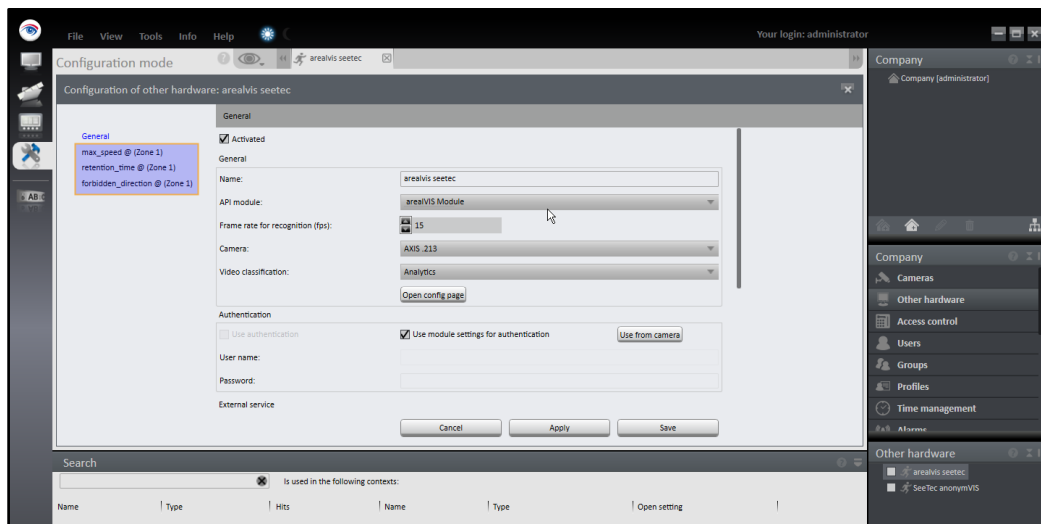 File View Tools Info Help Your login: administrator
Configuration mode
arealvis seetec
Configuration of other hardware: arealvis seetec
General
max_speed @ (Zone 1)
retention_time @ (Zone 1)
forbidden_direction @ (Zone 1)
General
Activated
General
Name: arealvis seetec
API module: arealVIS Module
Frame rate for recognition (fps): 15
Camera: AXIS .213
Video classification: Analytics
Open config page
Authentication
Use authentication Use module settings for authentication Use from camera
User name:
Password:
External service
Cancel Apply Save
Search
Is used in the following contexts:
Name Type Hits Name Type Open setting
AB
Company
Company [administrator]
Company
Cameras
Other hardware
Access control
Users
Groups
Profiles
Time management
Alarms
Other hardware
arealvis seetec
SeeTec anonymVIS